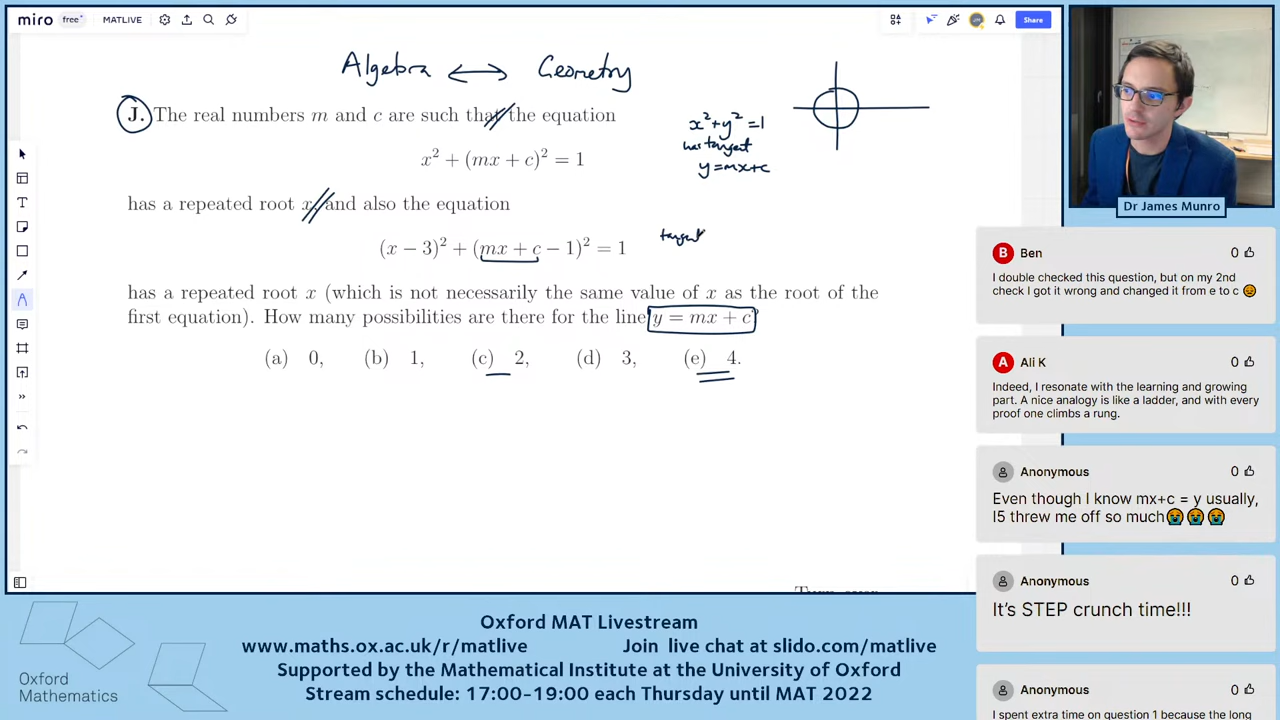 miro free MATLIVE Share
Algebra ↔ Geometry
J. The real numbers m and c are such that the equation
x² + (mx + c)² = 1
x²+y²=1
has tangent
y=mx+c
has a repeated root x, and also the equation
(x − 3)² + (mx + c − 1)² = 1
tangent
has a repeated root x (which is not necessarily the same value of x as the root of the
first equation). How many possibilities are there for the line y = mx + c?
(a) 0, (b) 1, (c) 2, (d) 3, (e) 4.
Dr James Munro
B Ben 0
I double checked this question, but on my 2nd
check I got it wrong and changed it from e to c 😣
A Ali K 0
Indeed, I resonate with the learning and growing
part. A nice analogy is like a ladder, and with every
proof one climbs a rung.
Anonymous 0
Even though I know mx+c = y usually,
I5 threw me off so much😭😭😭
Anonymous 0
It's STEP crunch time!!!
Anonymous 0
I spent extra time on question 1 because the long
Oxford
Mathematics
Oxford MAT Livestream
www.maths.ox.ac.uk/r/matlive Join live chat at slido.com/matlive
Supported by the Mathematical Institute at the University of Oxford
Stream schedule: 17:00-19:00 each Thursday until MAT 2022